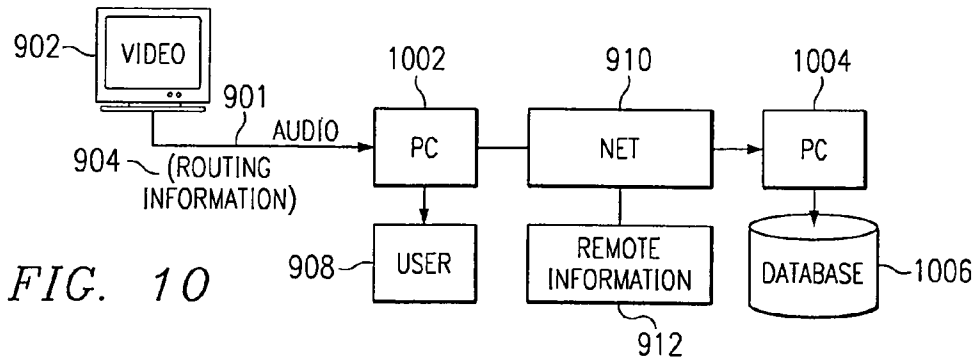 902
VIDEO
901
AUDIO
904
(ROUTING
INFORMATION)
1002
PC
910
NET
1004
PC
908
USER
REMOTE
INFORMATION
912
DATABASE
1006
FIG. 10